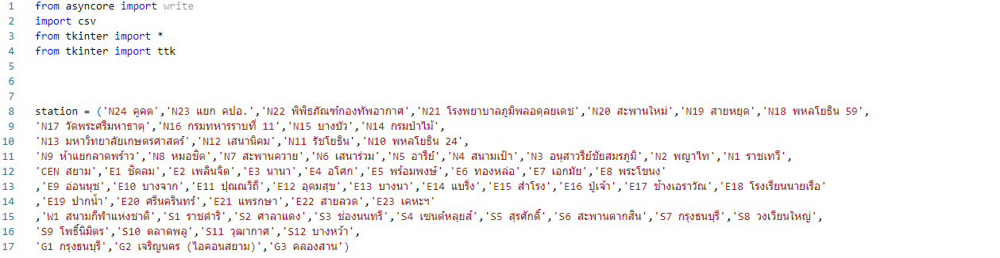 1 from asyncore import write
2 import csv
3 from tkinter import *
4 from tkinter import ttk
5
6
7
8 station = ('N24 คูคต','N23 แยก คปอ.','N22 พิพิธภัณฑ์กองทัพอากาศ','N21 โรงพยาบาลภูมิพลอดุลยเดช','N20 สะพานใหม่','N19 สายหยุด','N18 พหลโยธิน 59',
9 'N17 วัดพระศรีมหาธาตุ','N16 กรมทหารราบที่ 11','N15 บางบัว','N14 กรมป่าไม้',
10 'N13 มหาวิทยาลัยเกษตรศาสตร์','N12 เสนานิคม','N11 รัชโยธิน','N10 พหลโยธิน 24',
11 'N9 ห้าแยกลาดพร้าว','N8 หมอชิต','N7 สะพานควาย','N6 เสนาร่วม','N5 อารีย์','N4 สนามเป้า','N3 อนุสาวรีย์ชัยสมรภูมิ','N2 พญาไท','N1 ราชเทวี'
12 'CEN สยาม','E1 ชิดลม','E2 เพลินจิต','E3 นานา','E4 อโศก','E5 พร้อมพงษ์','E6 ทองหล่อ','E7 เอกมัย','E8 พระโขนง'
13 ,'E9 อ่อนนุช','E10 บางจาก','E11 ปุณณวิถี','E12 อุดมสุข','E13 บางนา','E14 แบริ่ง','E15 สำโรง','E16 ปู่เจ้า','E17 ช้างเอราวัณ','E18 โรงเรียนนายเรือ'
14 ,'E19 ปากน้ำ','E20 ศรีนครินทร์','E21 แพรกษา','E22 สายลวด','E23 เคหะฯ'
15 ,'W1 สนามกีฬาแห่งชาติ','S1 ราชดำริ','S2 ศาลาแดง','S3 ช่องนนทรี','S4 เซนต์หลุยส์','S5 สุรศักดิ์','S6 สะพานตากสิน','S7 กรุงธนบุรี','S8 วงเวียนใหญ่',
16 'S9 โพธิ์นิมิตร','S10 ตลาดพลู','S11 วุฒากาศ','S12 บางหว้า',
17 'G1 กรุงธนบุรี','G2 เจริญนคร (ไอคอนสยาม)','G3 คลองสาน')